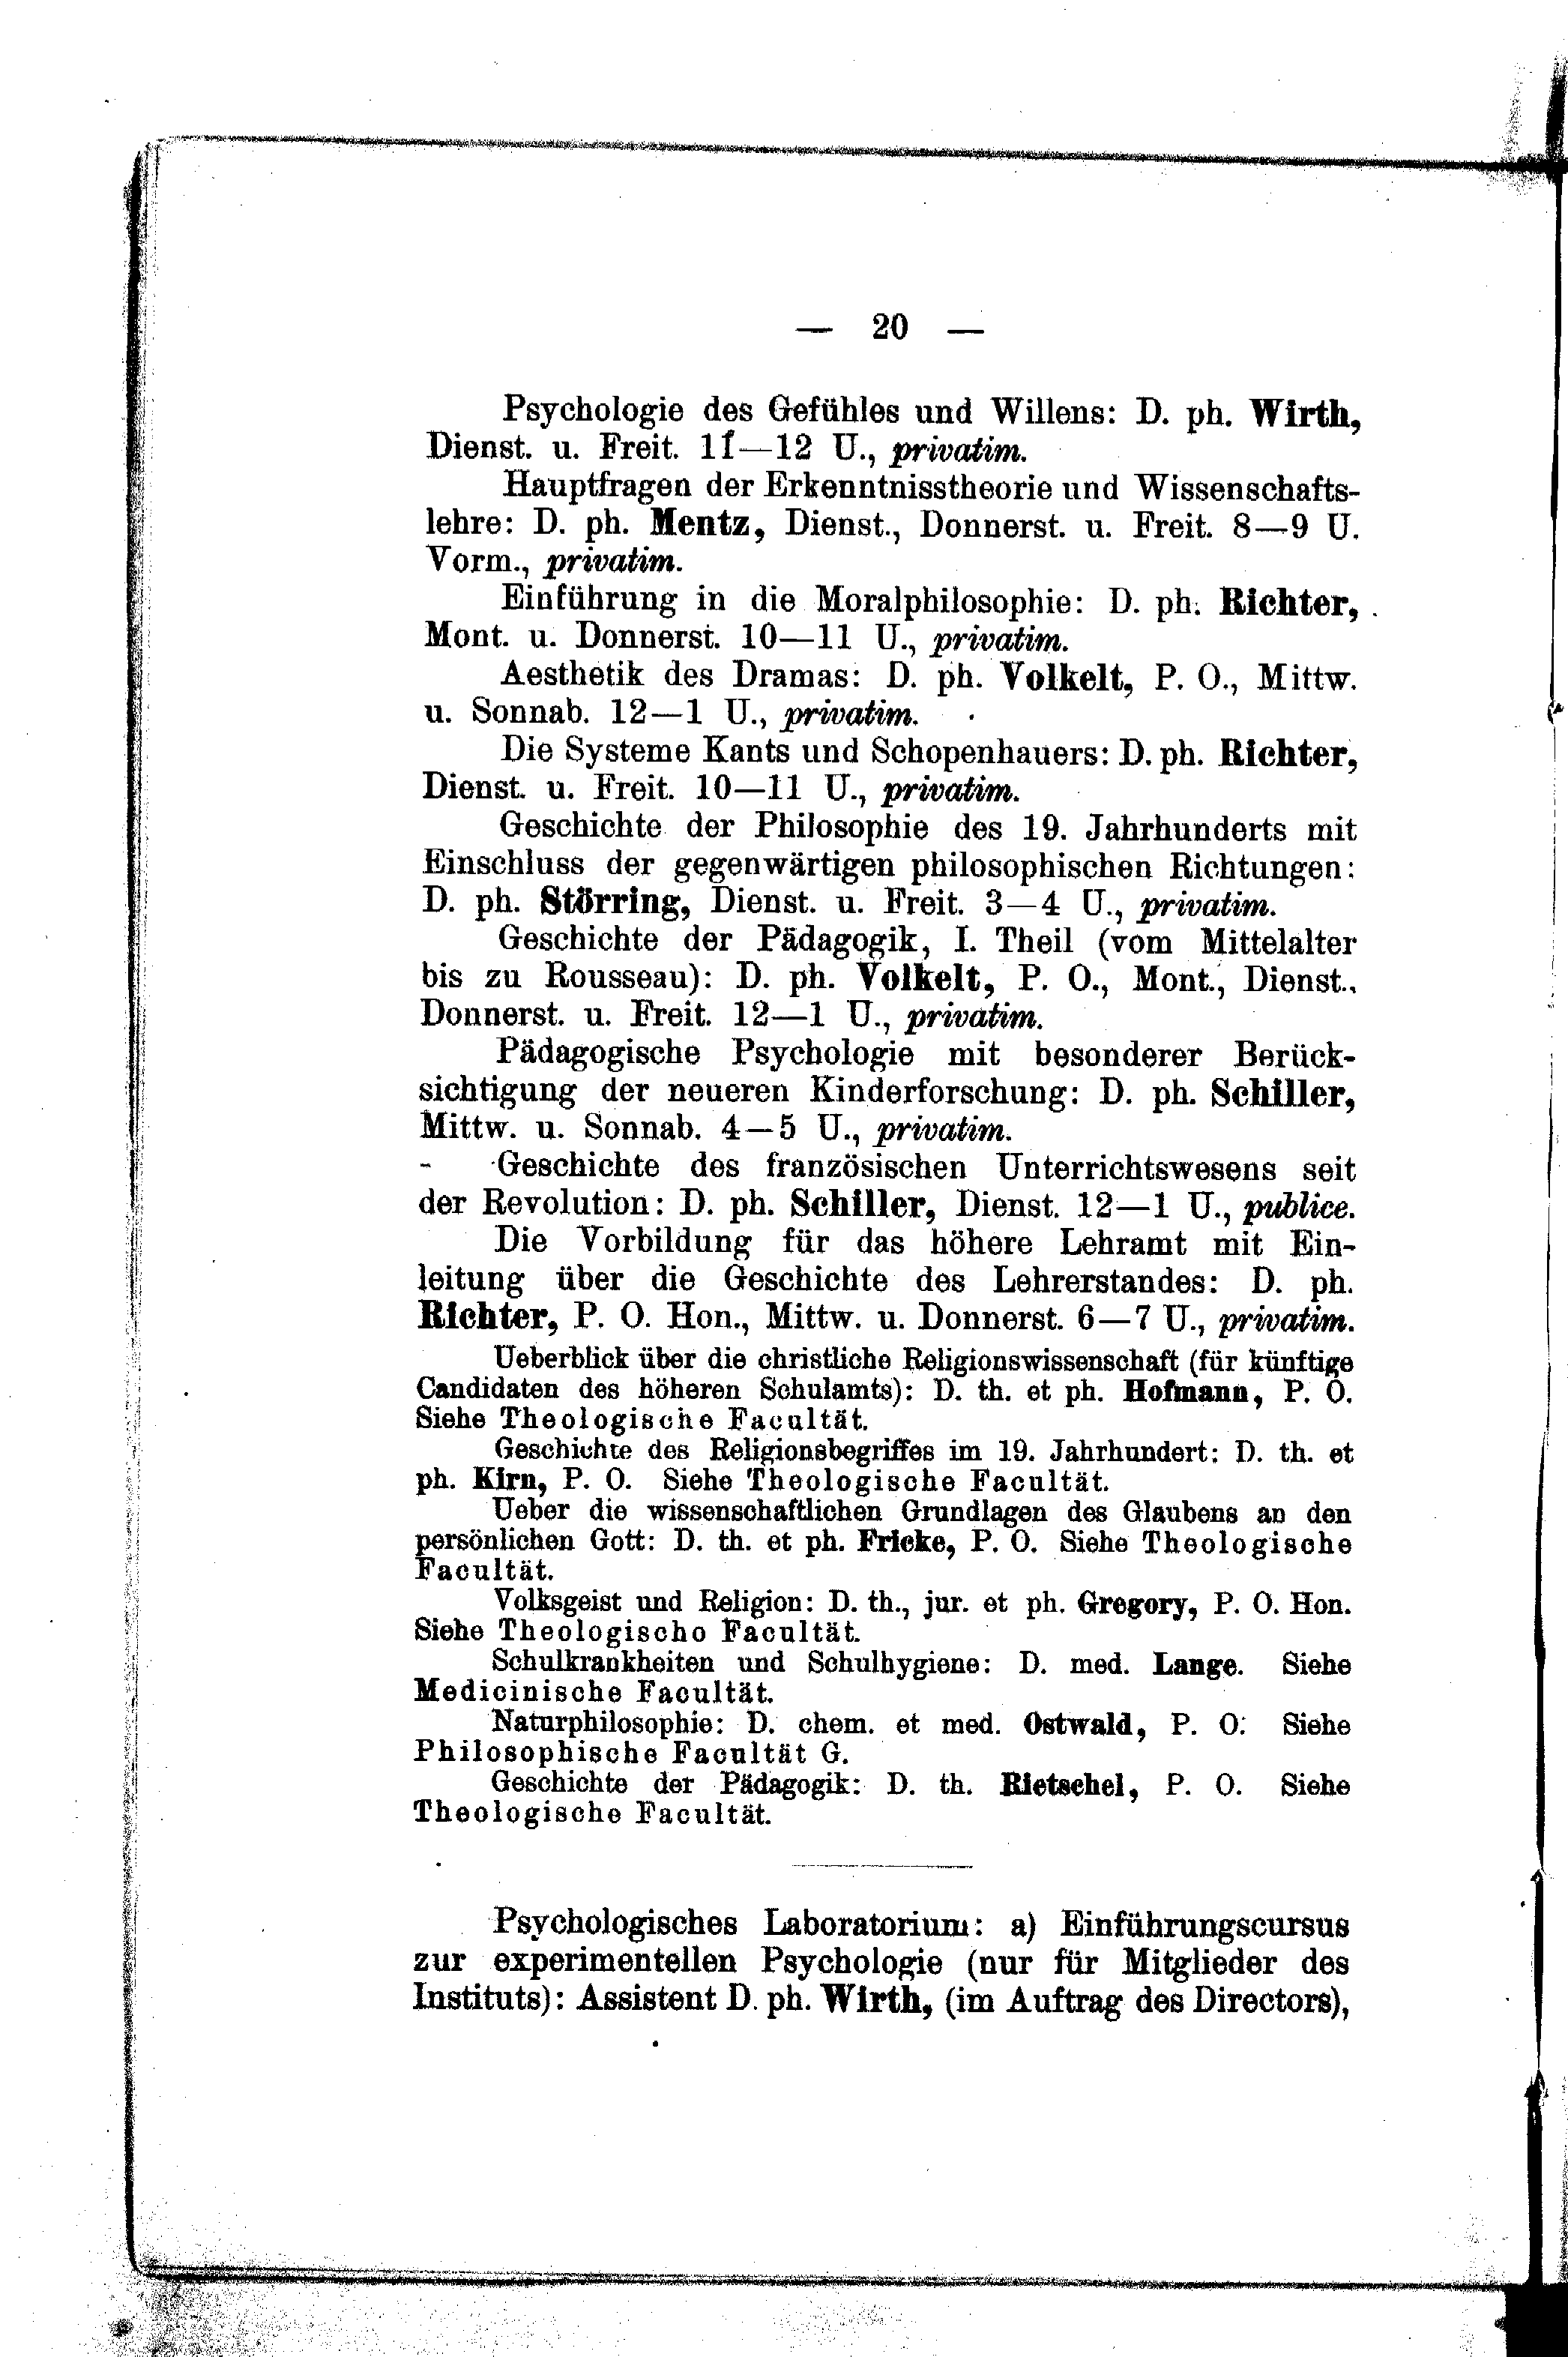 — 20 —
Psychologie des Gefühles und Willens: D. ph. Wirth,
Dienst. u. Freit. 11—12 U., privatim.
Hauptfragen der Erkenntnisstheorie und Wissenschafts-
lehre: D. ph. Mentz, Dienst., Donnerst. u. Freit. 8—9 U.
Vorm., privatim.
Einführung in die Moralphilosophie: D. ph. Richter,
Mont. u. Donnerst. 10—11 U., privatim.
Aesthetik des Dramas: D. ph. Volkelt, P. O., Mittw.
u. Sonnab. 12—1 U., privatim.
Die Systeme Kants und Schopenhauers: D. ph. Richter,
Dienst. u. Freit. 10—11 U., privatim.
Geschichte der Philosophie des 19. Jahrhunderts mit
Einschluss der gegenwärtigen philosophischen Richtungen:
D. ph. Störring, Dienst. u. Freit. 3—4 U., privatim.
Geschichte der Pädagogik, I. Theil (vom Mittelalter
bis zu Rousseau): D. ph. Volkelt, P. O., Mont., Dienst.,
Donnerst. u. Freit. 12—1 U., privatim.
Pädagogische Psychologie mit besonderer Berück-
sichtigung der neueren Kinderforschung: D. ph. Schiller,
Mittw. u. Sonnab. 4—5 U., privatim.
Geschichte des französischen Unterrichtswesens seit
der Revolution: D. ph. Schiller, Dienst. 12—1 U., publice.
Die Vorbildung für das höhere Lehramt mit Ein-
leitung über die Geschichte des Lehrerstandes: D. ph.
Richter, P. O. Hon., Mittw. u. Donnerst. 6—7 U., privatim.
Ueberblick über die christliche Religionswissenschaft (für künftige
Candidaten des höheren Schulamts): D. th. et ph. Hofmann, P. O.
Siehe Theologische Facultät.
Geschichte des Religionsbegriffes im 19. Jahrhundert: D. th. et
ph. Kirn, P. O. Siehe Theologische Facultät.
Ueber die wissenschaftlichen Grundlagen des Glaubens an den
persönlichen Gott: D. th. et ph. Fricke, P. O. Siehe Theologische
Facultät.
Volksgeist und Religion: D. th., jur. et ph. Gregory, P. O. Hon.
Siehe Theologischo Facultät.
Schulkrankheiten und Schulhygiene: D. med. Lange. Siehe
Medicinische Facultät.
Naturphilosophie: D. chem. et med. Ostwald, P. O. Siehe
Philosophische Facultät G.
Geschichte der Pädagogik: D. th. Rietschel, P. O. Siehe
Theologische Facultät.
Psychologisches Laboratorium: a) Einführungscursus
zur experimentellen Psychologie (nur für Mitglieder des
Instituts): Assistent D. ph. Wirth, (im Auftrag des Directors),